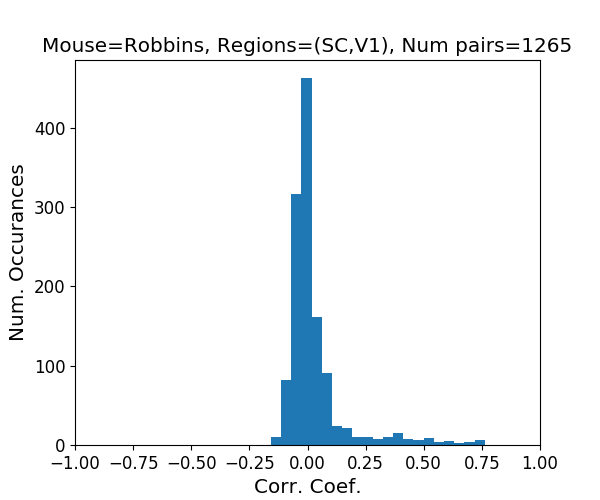 Mouse=Robbins, Regions=(SC,V1), Num pairs=1265
Num. Occurances
400
300
200
100
0
−1.00 −0.75 −0.50 −0.25 0.00 0.25 0.50 0.75 1.00
Corr. Coef.